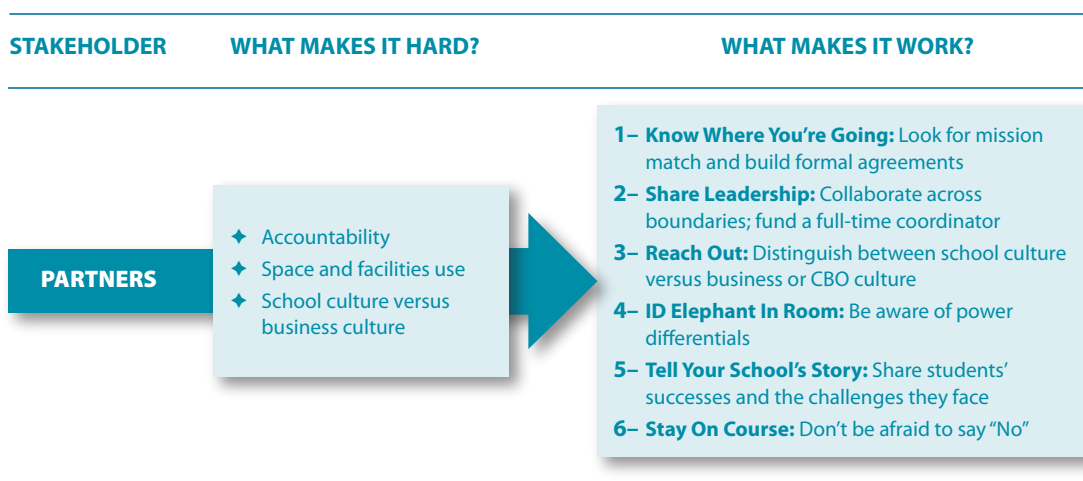 STAKEHOLDER WHAT MAKES IT HARD? WHAT MAKES IT WORK?
PARTNERS
✦ Accountability
✦ Space and facilities use
✦ School culture versus
business culture
1– Know Where You're Going: Look for mission
match and build formal agreements
2– Share Leadership: Collaborate across
boundaries; fund a full-time coordinator
3– Reach Out: Distinguish between school culture
versus business or CBO culture
4– ID Elephant In Room: Be aware of power
differentials
5– Tell Your School's Story: Share students'
successes and the challenges they face
6– Stay On Course: Don't be afraid to say "No"